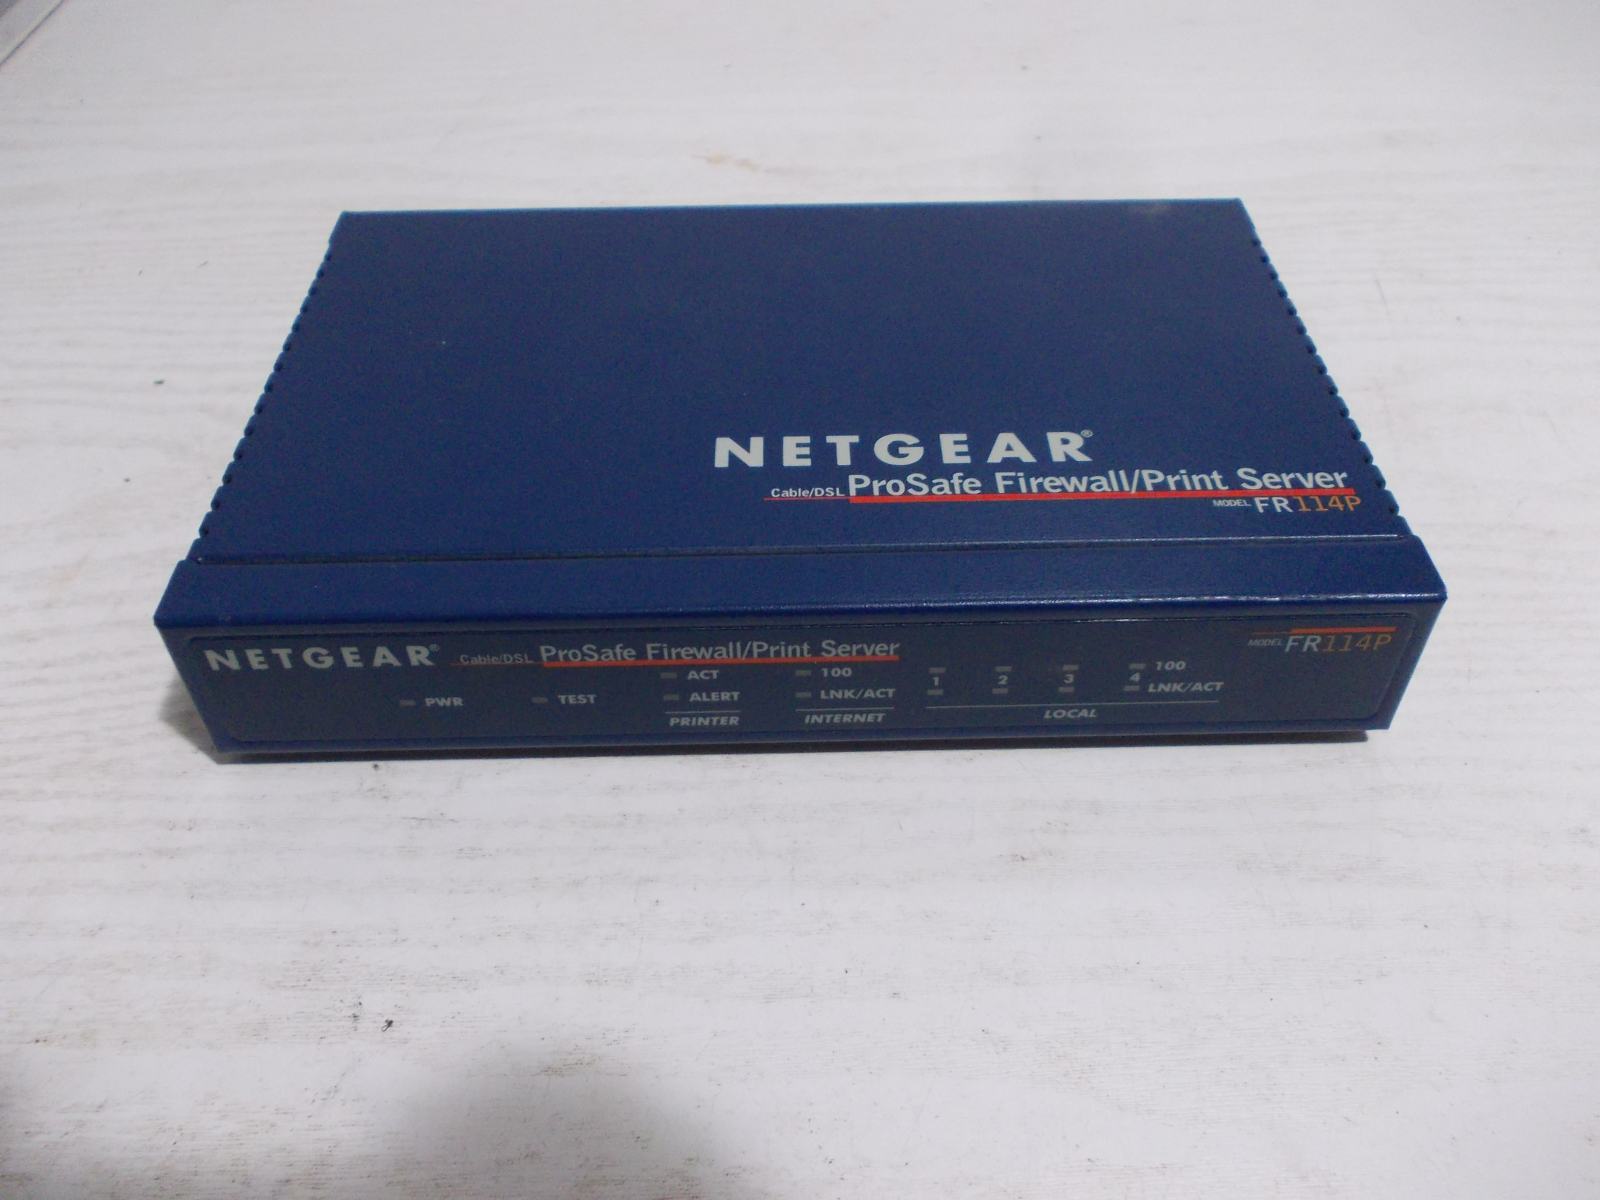 NETGEAR®
Cable/DSL ProSafe Firewall/Print Server
MODEL FR114P
NETGEAR® Cable/DSL ProSafe Firewall/Print Server MODEL FR114P
ACT 100 100
PWR TEST ALERT LNK/ACT 1 2 3 4 LNK/ACT
PRINTER INTERNET LOCAL